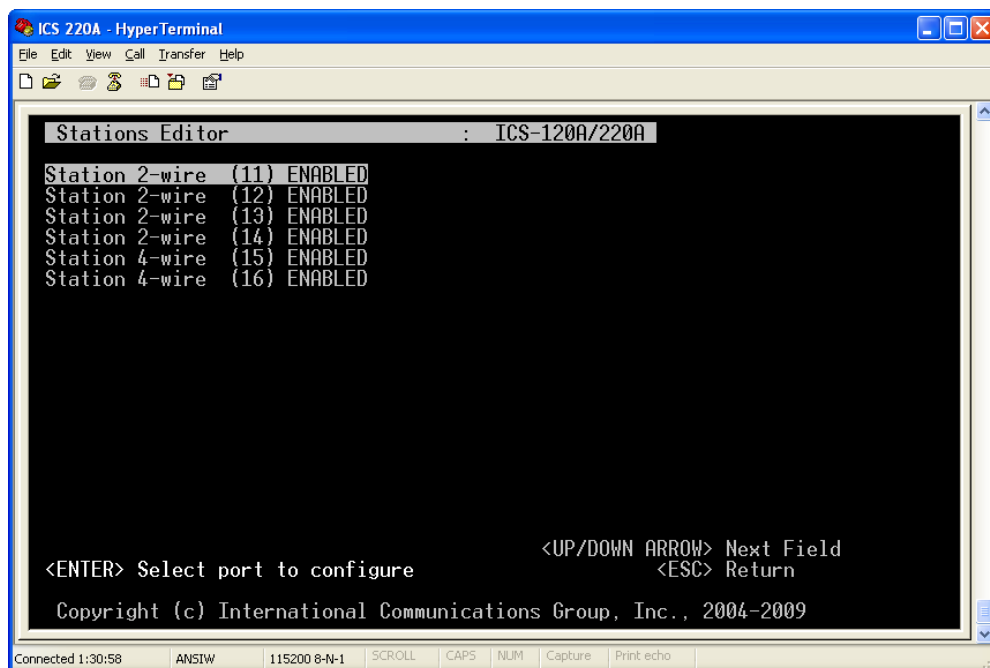 ICS 220A - HyperTerminal
File Edit View Call Transfer Help
Stations Editor : ICS-120A/220A
Station 2-wire (11) ENABLED
Station 2-wire (12) ENABLED
Station 2-wire (13) ENABLED
Station 2-wire (14) ENABLED
Station 4-wire (15) ENABLED
Station 4-wire (16) ENABLED
<UP/DOWN ARROW> Next Field
<ENTER> Select port to configure <ESC> Return
Copyright (c) International Communications Group, Inc., 2004-2009
Connected 1:30:58 ANSIW 115200 8-N-1 SCROLL CAPS NUM Capture Print echo